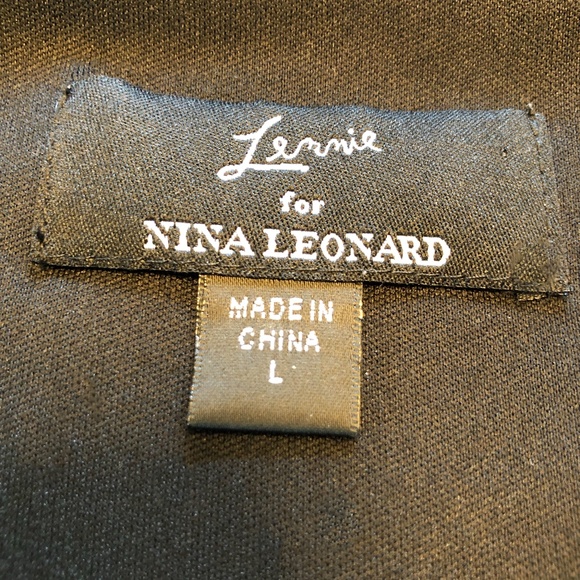 Lennie
for
NINA LEONARD
MADE IN
CHINA
L